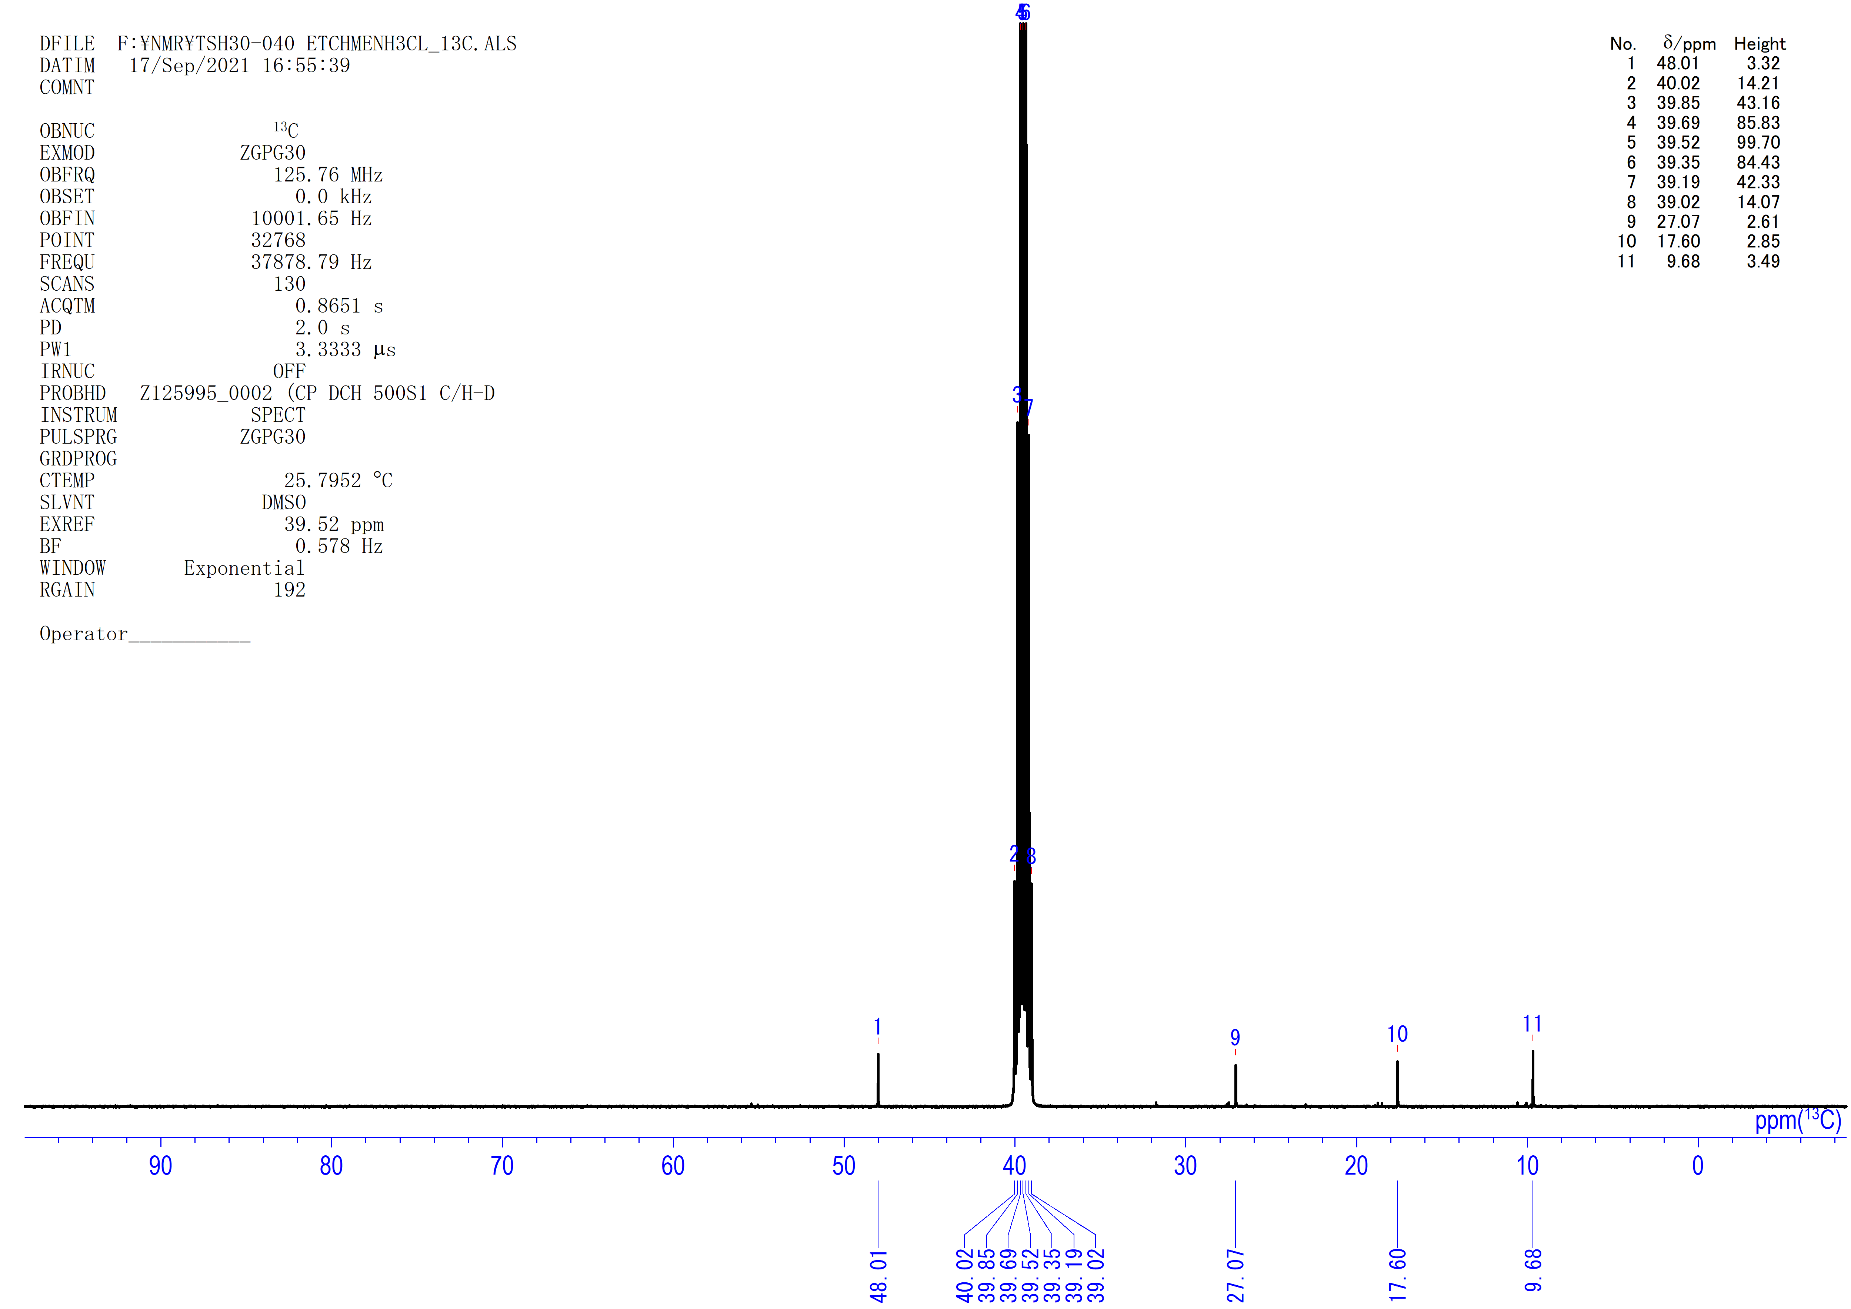 DFILE F:¥NMR¥TSH30-040 ETCHMENH3CL_13C.ALS
DATIM 17/Sep/2021 16:55:39
COMNT
OBNUC 13C
EXMOD ZGPG30
OBFRQ 125.76 MHz
OBSET 0.0 kHz
OBFIN 10001.65 Hz
POINT 32768
FREQU 37878.79 Hz
SCANS 130
ACQTM 0.8651 s
PD 2.0 s
PW1 3.3333 µs
IRNUC OFF
PROBHD Z125995_0002 (CP DCH 500S1 C/H-D
INSTRUM SPECT
PULSPRG ZGPG30
GRDPROG
CTEMP 25.7952 °C
SLVNT DMSO
EXREF 39.52 ppm
BF 0.578 Hz
WINDOW Exponential
RGAIN 192
Operator___________
No. δ/ppm Height
1 48.01 3.32
2 40.02 14.21
3 39.85 43.16
4 39.69 85.83
5 39.52 99.70
6 39.35 84.43
7 39.19 42.33
8 39.02 14.07
9 27.07 2.61
10 17.60 2.85
11 9.68 3.49
4 6
3 7
2 8
1 9 10 11
ppm(13C)
90 80 70 60 50 40 30 20 10 0
48.01 40.02 39.85 39.69 39.52 39.35 39.19 39.02 27.07 17.60 9.68